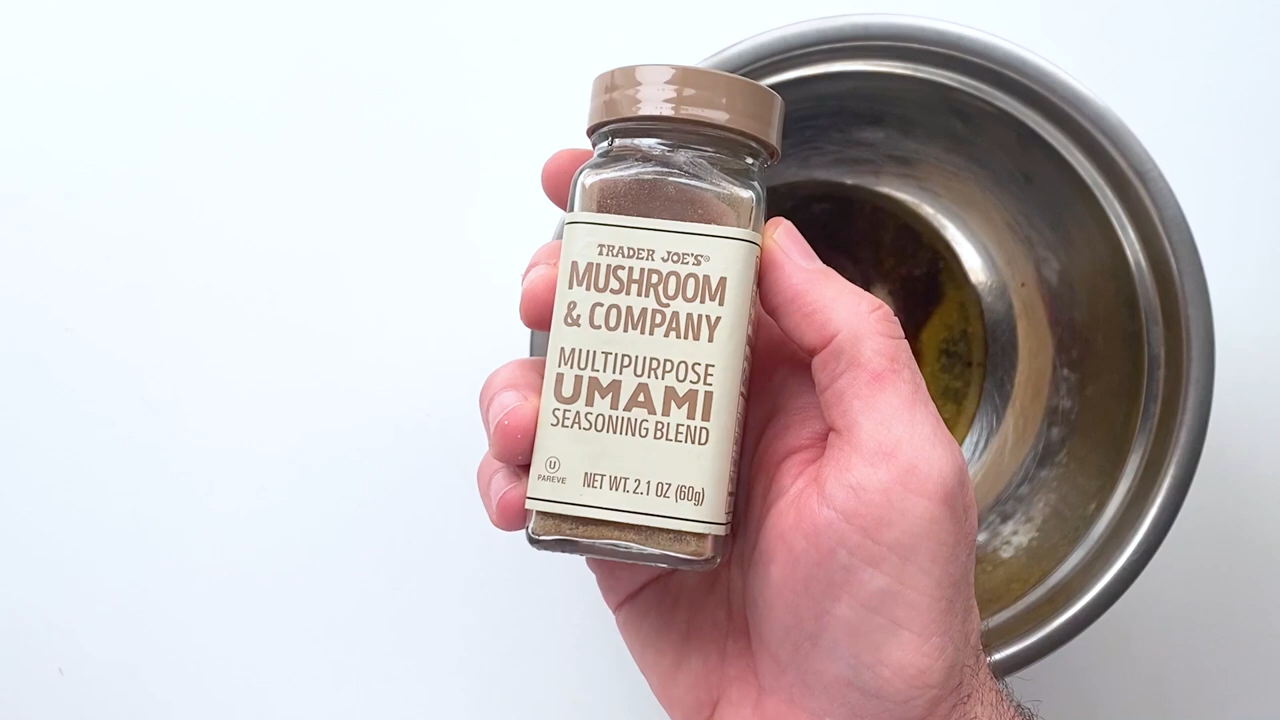 TRADER JOE'S®
MUSHROOM
& COMPANY
MULTIPURPOSE
UMAMI
SEASONING BLEND
U
PAREVE
NET WT. 2.1 OZ (60g)